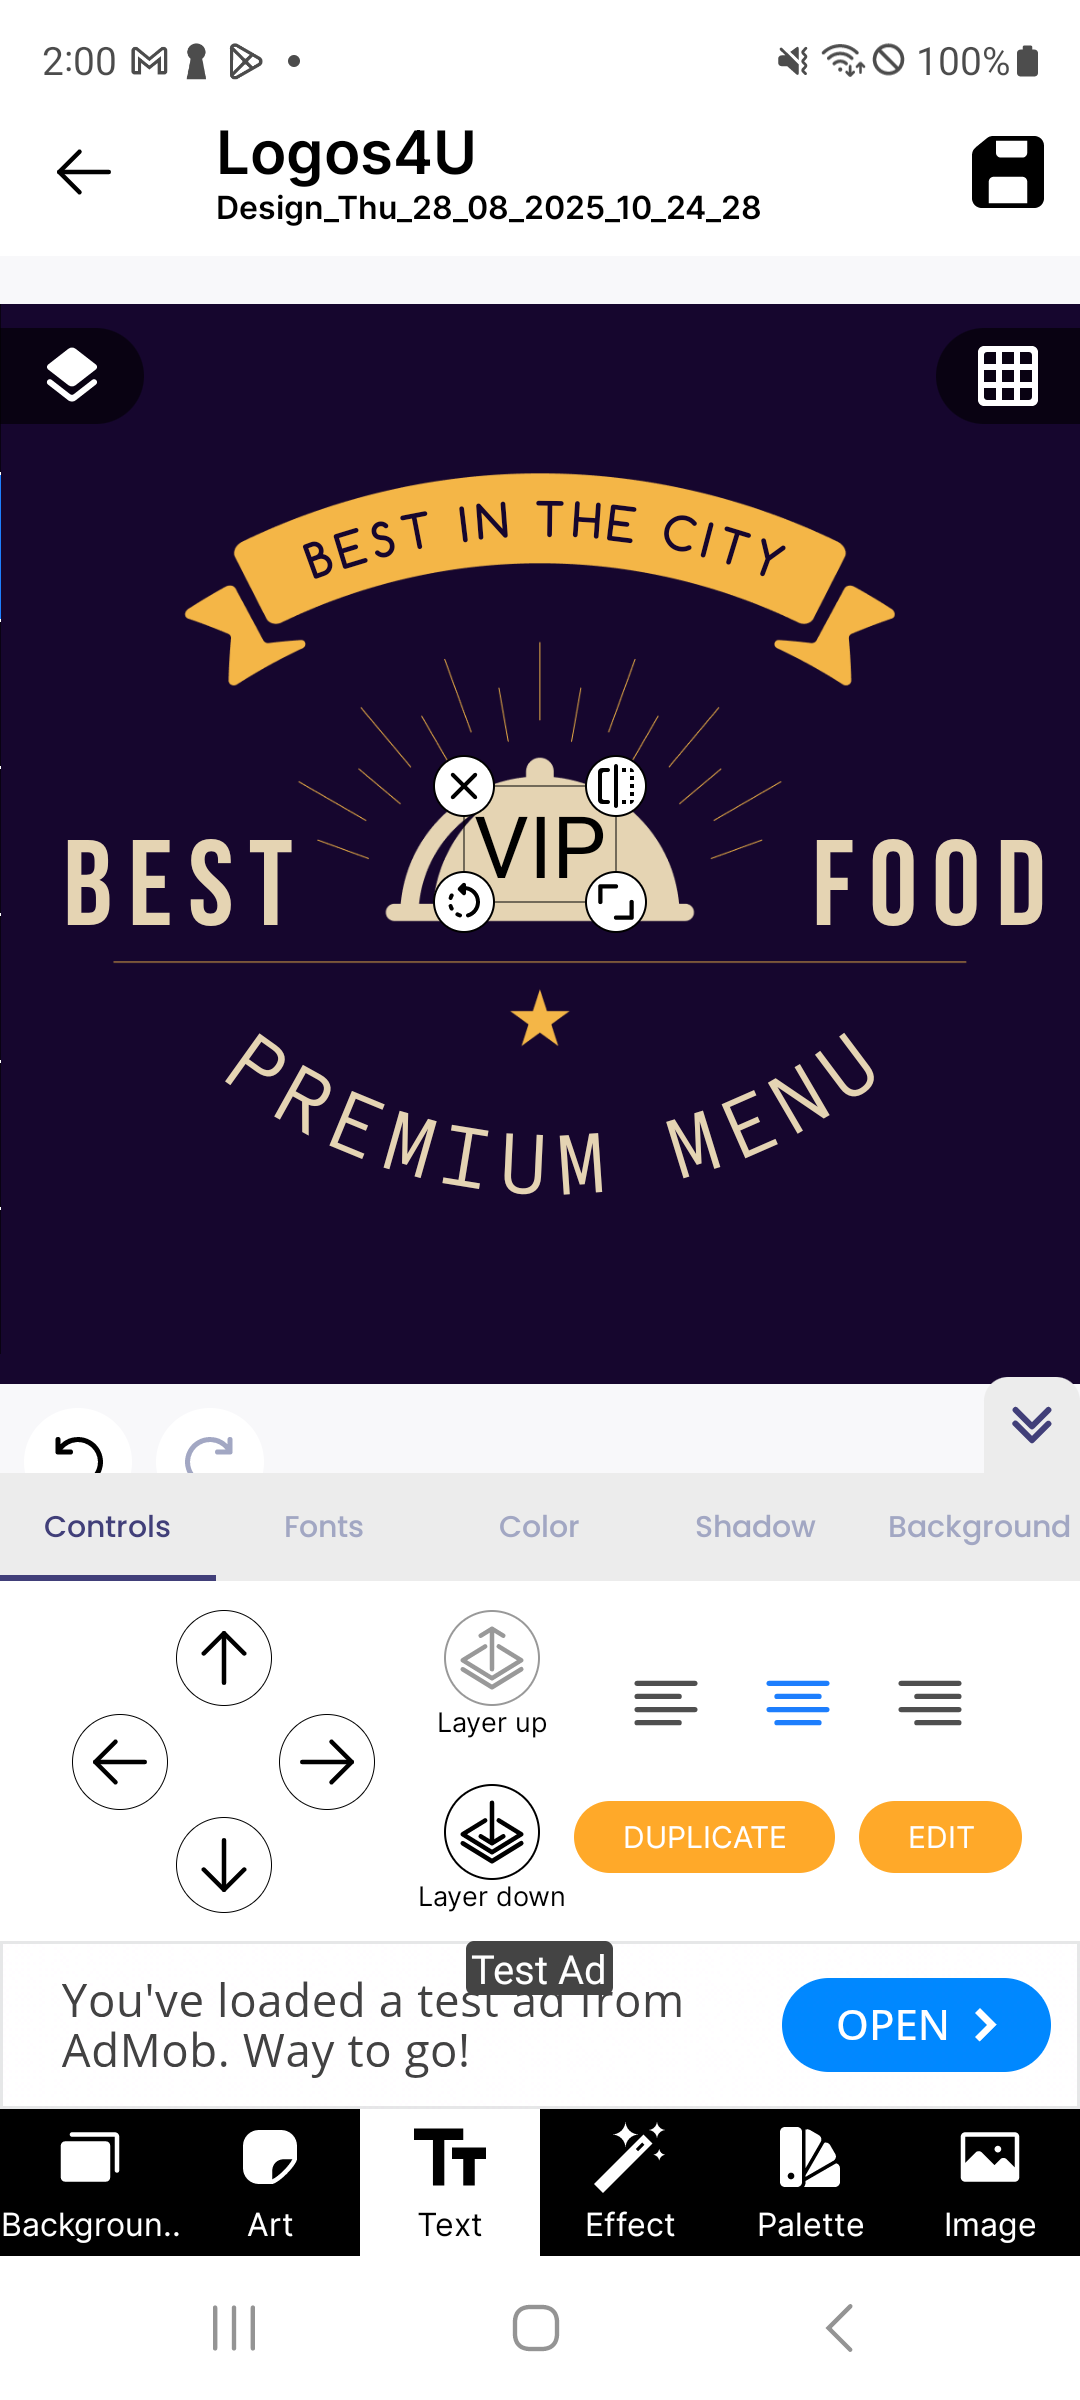 2:00
100%
Logos4U
Design_Thu_28_08_2025_10_24_28
BEST IN THE CITY
VIP
BEST FOOD
PREMIUM MENU
Controls Fonts Color Shadow Background
Layer up
Layer down
DUPLICATE EDIT
Test Ad
You've loaded a test ad from
AdMob. Way to go!
OPEN
Backgroun.. Art Text Effect Palette Image